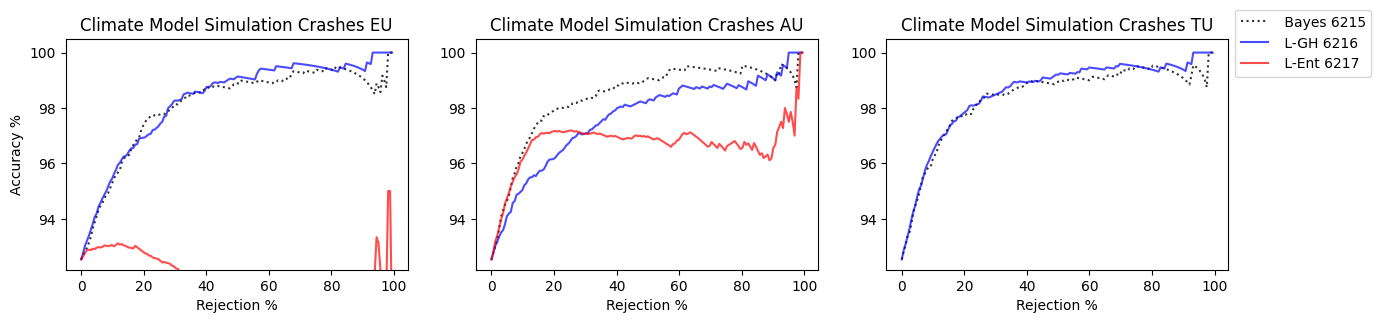 Climate Model Simulation Crashes EU
Accuracy %
100
98
96
94
0 20 40 60 80 100
Rejection %
Climate Model Simulation Crashes AU
100
98
96
94
0 20 40 60 80 100
Rejection %
Climate Model Simulation Crashes TU
100
98
96
94
0 20 40 60 80 100
Rejection %
Bayes 6215
L-GH 6216
L-Ent 6217